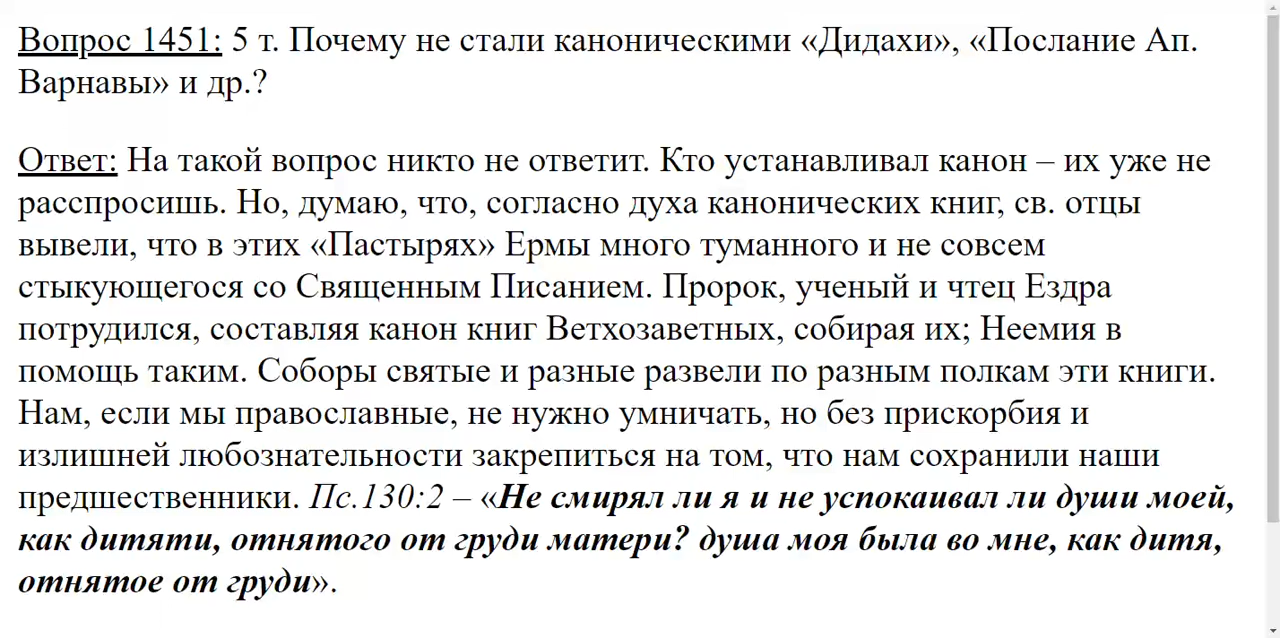 Вопрос 1451: 5 т. Почему не стали каноническими «Дидахи», «Послание Ап.
Варнавы» и др.?
Ответ: На такой вопрос никто не ответит. Кто устанавливал канон – их уже не
расспросишь. Но, думаю, что, согласно духа канонических книг, св. отцы
вывели, что в этих «Пастырях» Ермы много туманного и не совсем
стыкующегося со Священным Писанием. Пророк, ученый и чтец Ездра
потрудился, составляя канон книг Ветхозаветных, собирая их; Неемия в
помощь таким. Соборы святые и разные развели по разным полкам эти книги.
Нам, если мы православные, не нужно умничать, но без прискорбия и
излишней любознательности закрепиться на том, что нам сохранили наши
предшественники. Пс.130:2 – «Не смирял ли я и не успокаивал ли души моей,
как дитяти, отнятого от груди матери? душа моя была во мне, как дитя,
отнятое от груди».